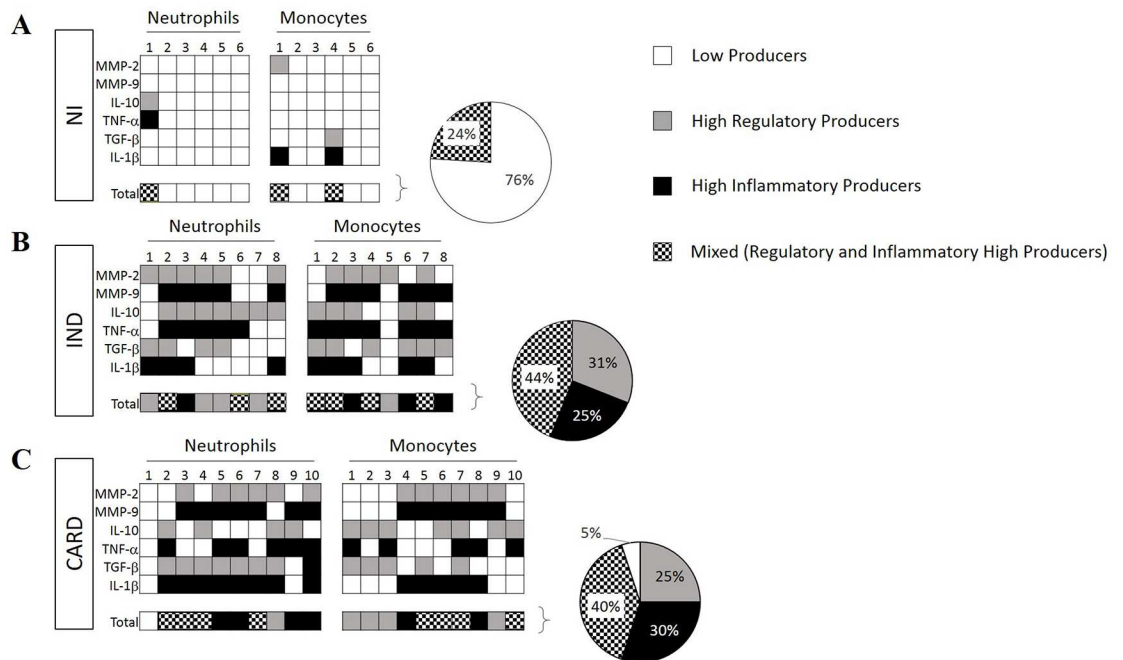 A
NI
Neutrophils Monocytes
1 2 3 4 5 6 1 2 3 4 5 6
MMP-2
MMP-9
IL-10
TNF-α
TGF-β
IL-1β
Total
24%
76%
Low Producers
High Regulatory Producers
High Inflammatory Producers
Mixed (Regulatory and Inflammatory High Producers)
B
IND
Neutrophils Monocytes
1 2 3 4 5 6 7 8 1 2 3 4 5 6 7 8
MMP-2
MMP-9
IL-10
TNF-α
TGF-β
IL-1β
Total
44%
31%
25%
C
CARD
Neutrophils Monocytes
1 2 3 4 5 6 7 8 9 10 1 2 3 4 5 6 7 8 9 10
MMP-2
MMP-9
IL-10
TNF-α
TGF-β
IL-1β
Total
5%
25%
40%
30%